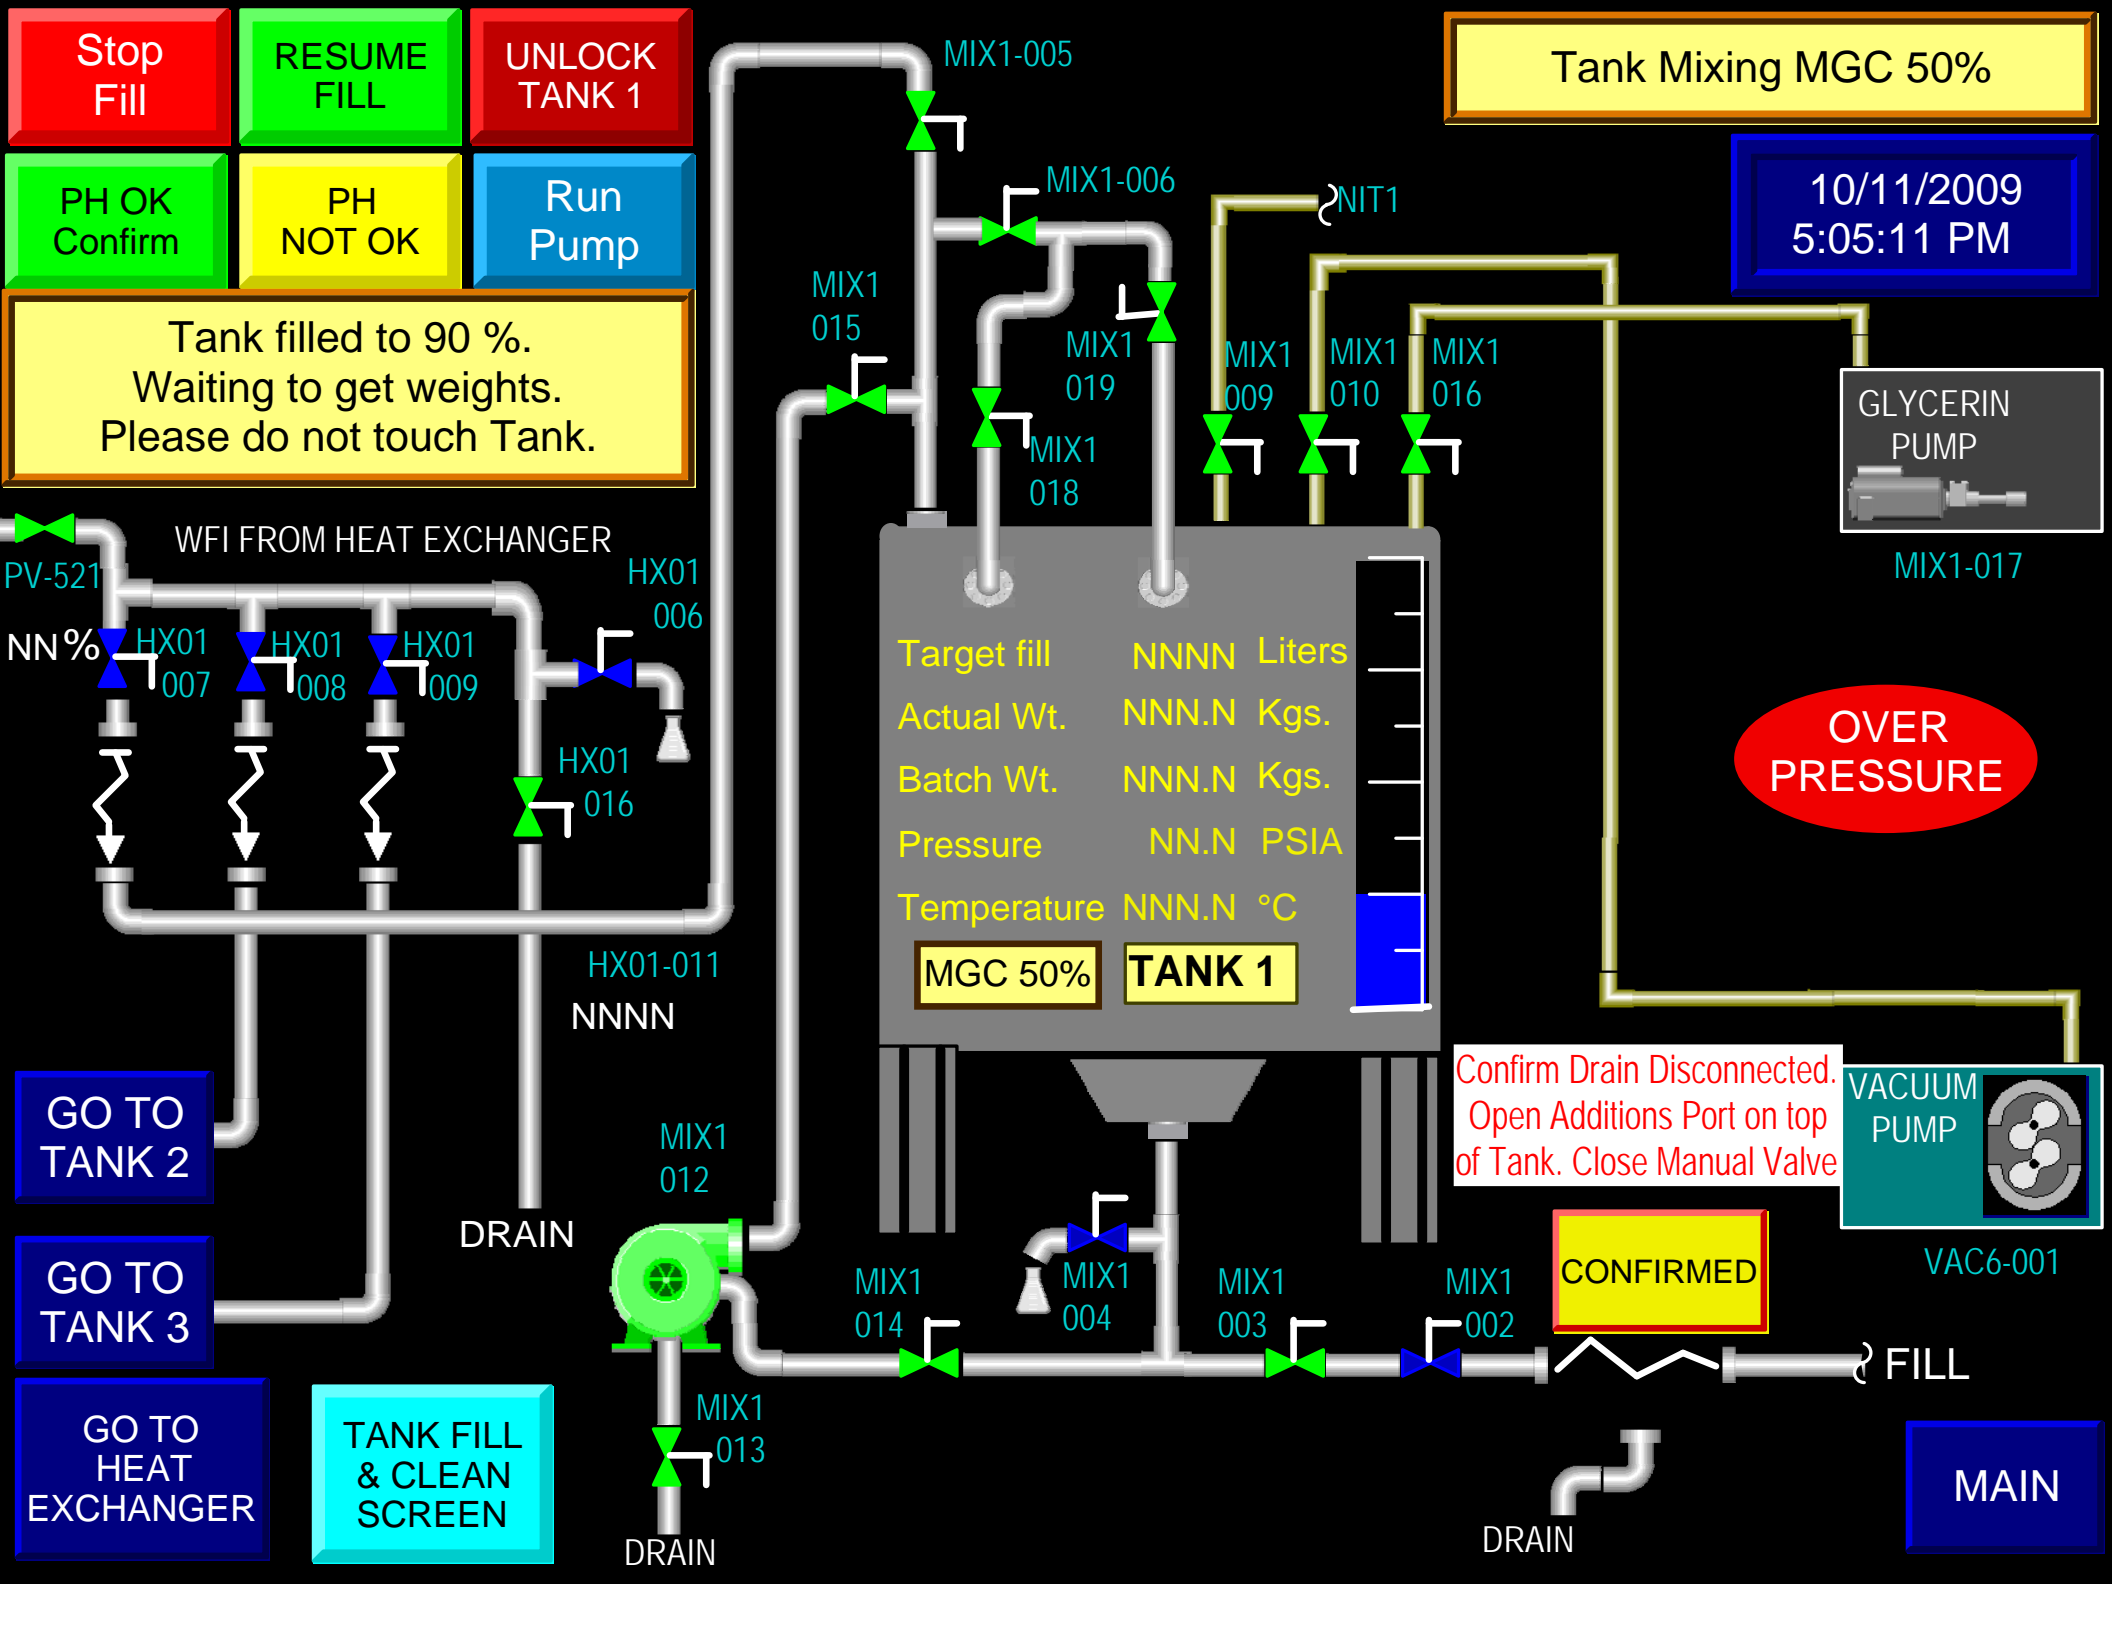 Stop
Fill
RESUME
FILL
UNLOCK
TANK 1
MIX1-005
Tank Mixing MGC 50%
PH OK
Confirm
PH
NOT OK
Run
Pump
MIX1-006
NIT1
10/11/2009
5:05:11 PM
Tank filled to 90 %.
Waiting to get weights.
Please do not touch Tank.
MIX1
015
MIX1
019
MIX1
009
MIX1
010
MIX1
016
GLYCERIN
PUMP
MIX1
018
MIX1-017
WFI FROM HEAT EXCHANGER
PV-521
HX01
006
NN %
HX01
007
HX01
008
HX01
009
HX01
016
Target fill NNNN Liters
Actual Wt. NNN.N Kgs.
Batch Wt. NNN.N Kgs.
Pressure NN.N PSIA
Temperature NNN.N °C
MGC 50%
TANK 1
OVER
PRESSURE
HX01-011
NNNN
GO TO
TANK 2
DRAIN
GO TO
TANK 3
MIX1
012
Confirm Drain Disconnected.
Open Additions Port on top
of Tank. Close Manual Valve
VACUUM
PUMP
VAC6-001
CONFIRMED
MIX1
014
MIX1
004
MIX1
003
MIX1
002
FILL
GO TO
HEAT
EXCHANGER
TANK FILL
& CLEAN
SCREEN
MIX1
013
DRAIN
DRAIN
MAIN